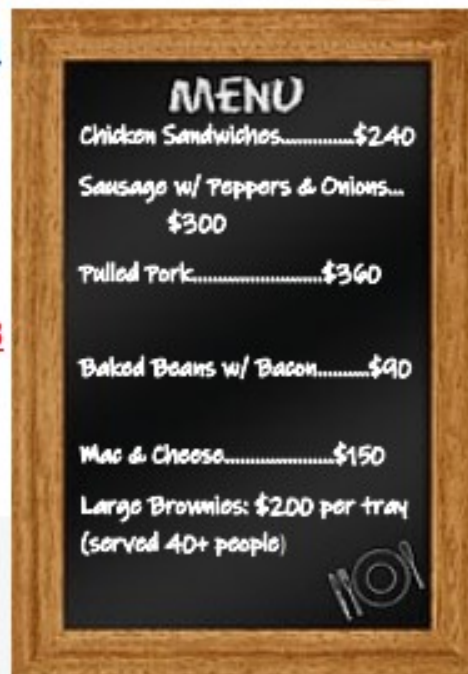 MENU
Chicken Sandwiches..............$240
Sausage w/ Peppers & Onions...
$300
Pulled Pork.........................$360
Baked Beans w/ Bacon..........$90
Mac & Cheese.....................$150
Large Brownies: $200 per tray
(served 40+ people)